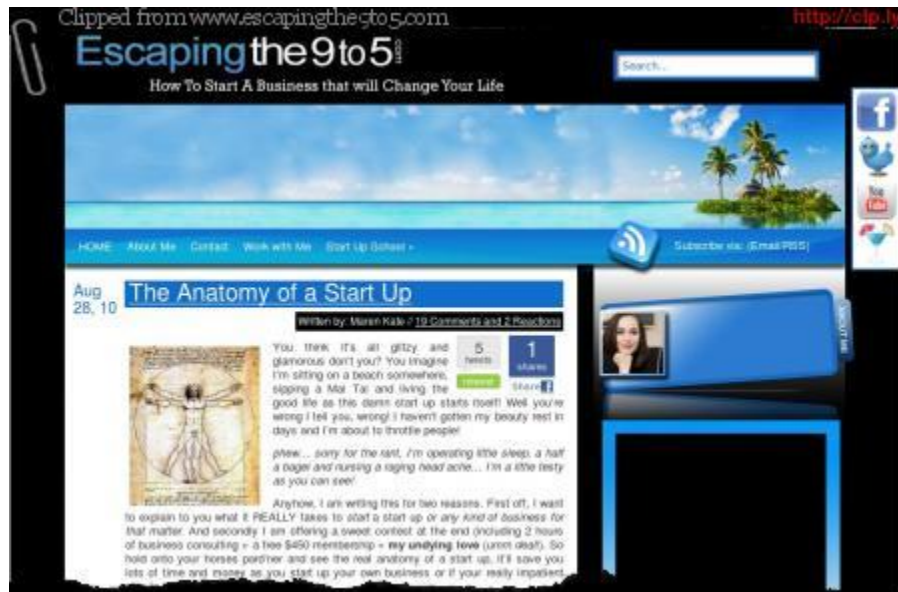 Clipped from www.escapingthe9to5.com
http://clp.ly
Escaping the 9 to 5 .com
How To Start A Business that will Change Your Life
Search..
HOME About Me Contact Work with Me Start Up School »
Subscribe via: (Email/RSS)
Aug
28, 10
The Anatomy of a Start Up
Written by: Maren Kate // 19 Comments and 2 Reactions
ABOUT ME
You Tube
5
tweets
retweet
1
shares
Share
You think it's all glitzy and
glamorous don't you? You imagine
I'm sitting on a beach somewhere,
sipping a Mai Tai and living the
good life as this damn start up starts itself! Well you're
wrong I tell you, wrong! I haven't gotten my beauty rest in
days and I'm about to throttle people!
phew... sorry for the rant, I'm operating little sleep, a half
a bagel and nursing a raging head ache... I'm a little testy
as you can see!
Anyhow, I am writing this for two reasons. First off, I want
to explain to you what it REALLY takes to start a start up or any kind of business for
that matter. And secondly I am offering a sweet contest at the end (including 2 hours
of business consulting + a free $450 membership + my undying love (umm deal!). So
hold onto your horses pardner and see the real anatomy of a start up, it'll save you
lots of time and money as you start up your own business or if your really impatient